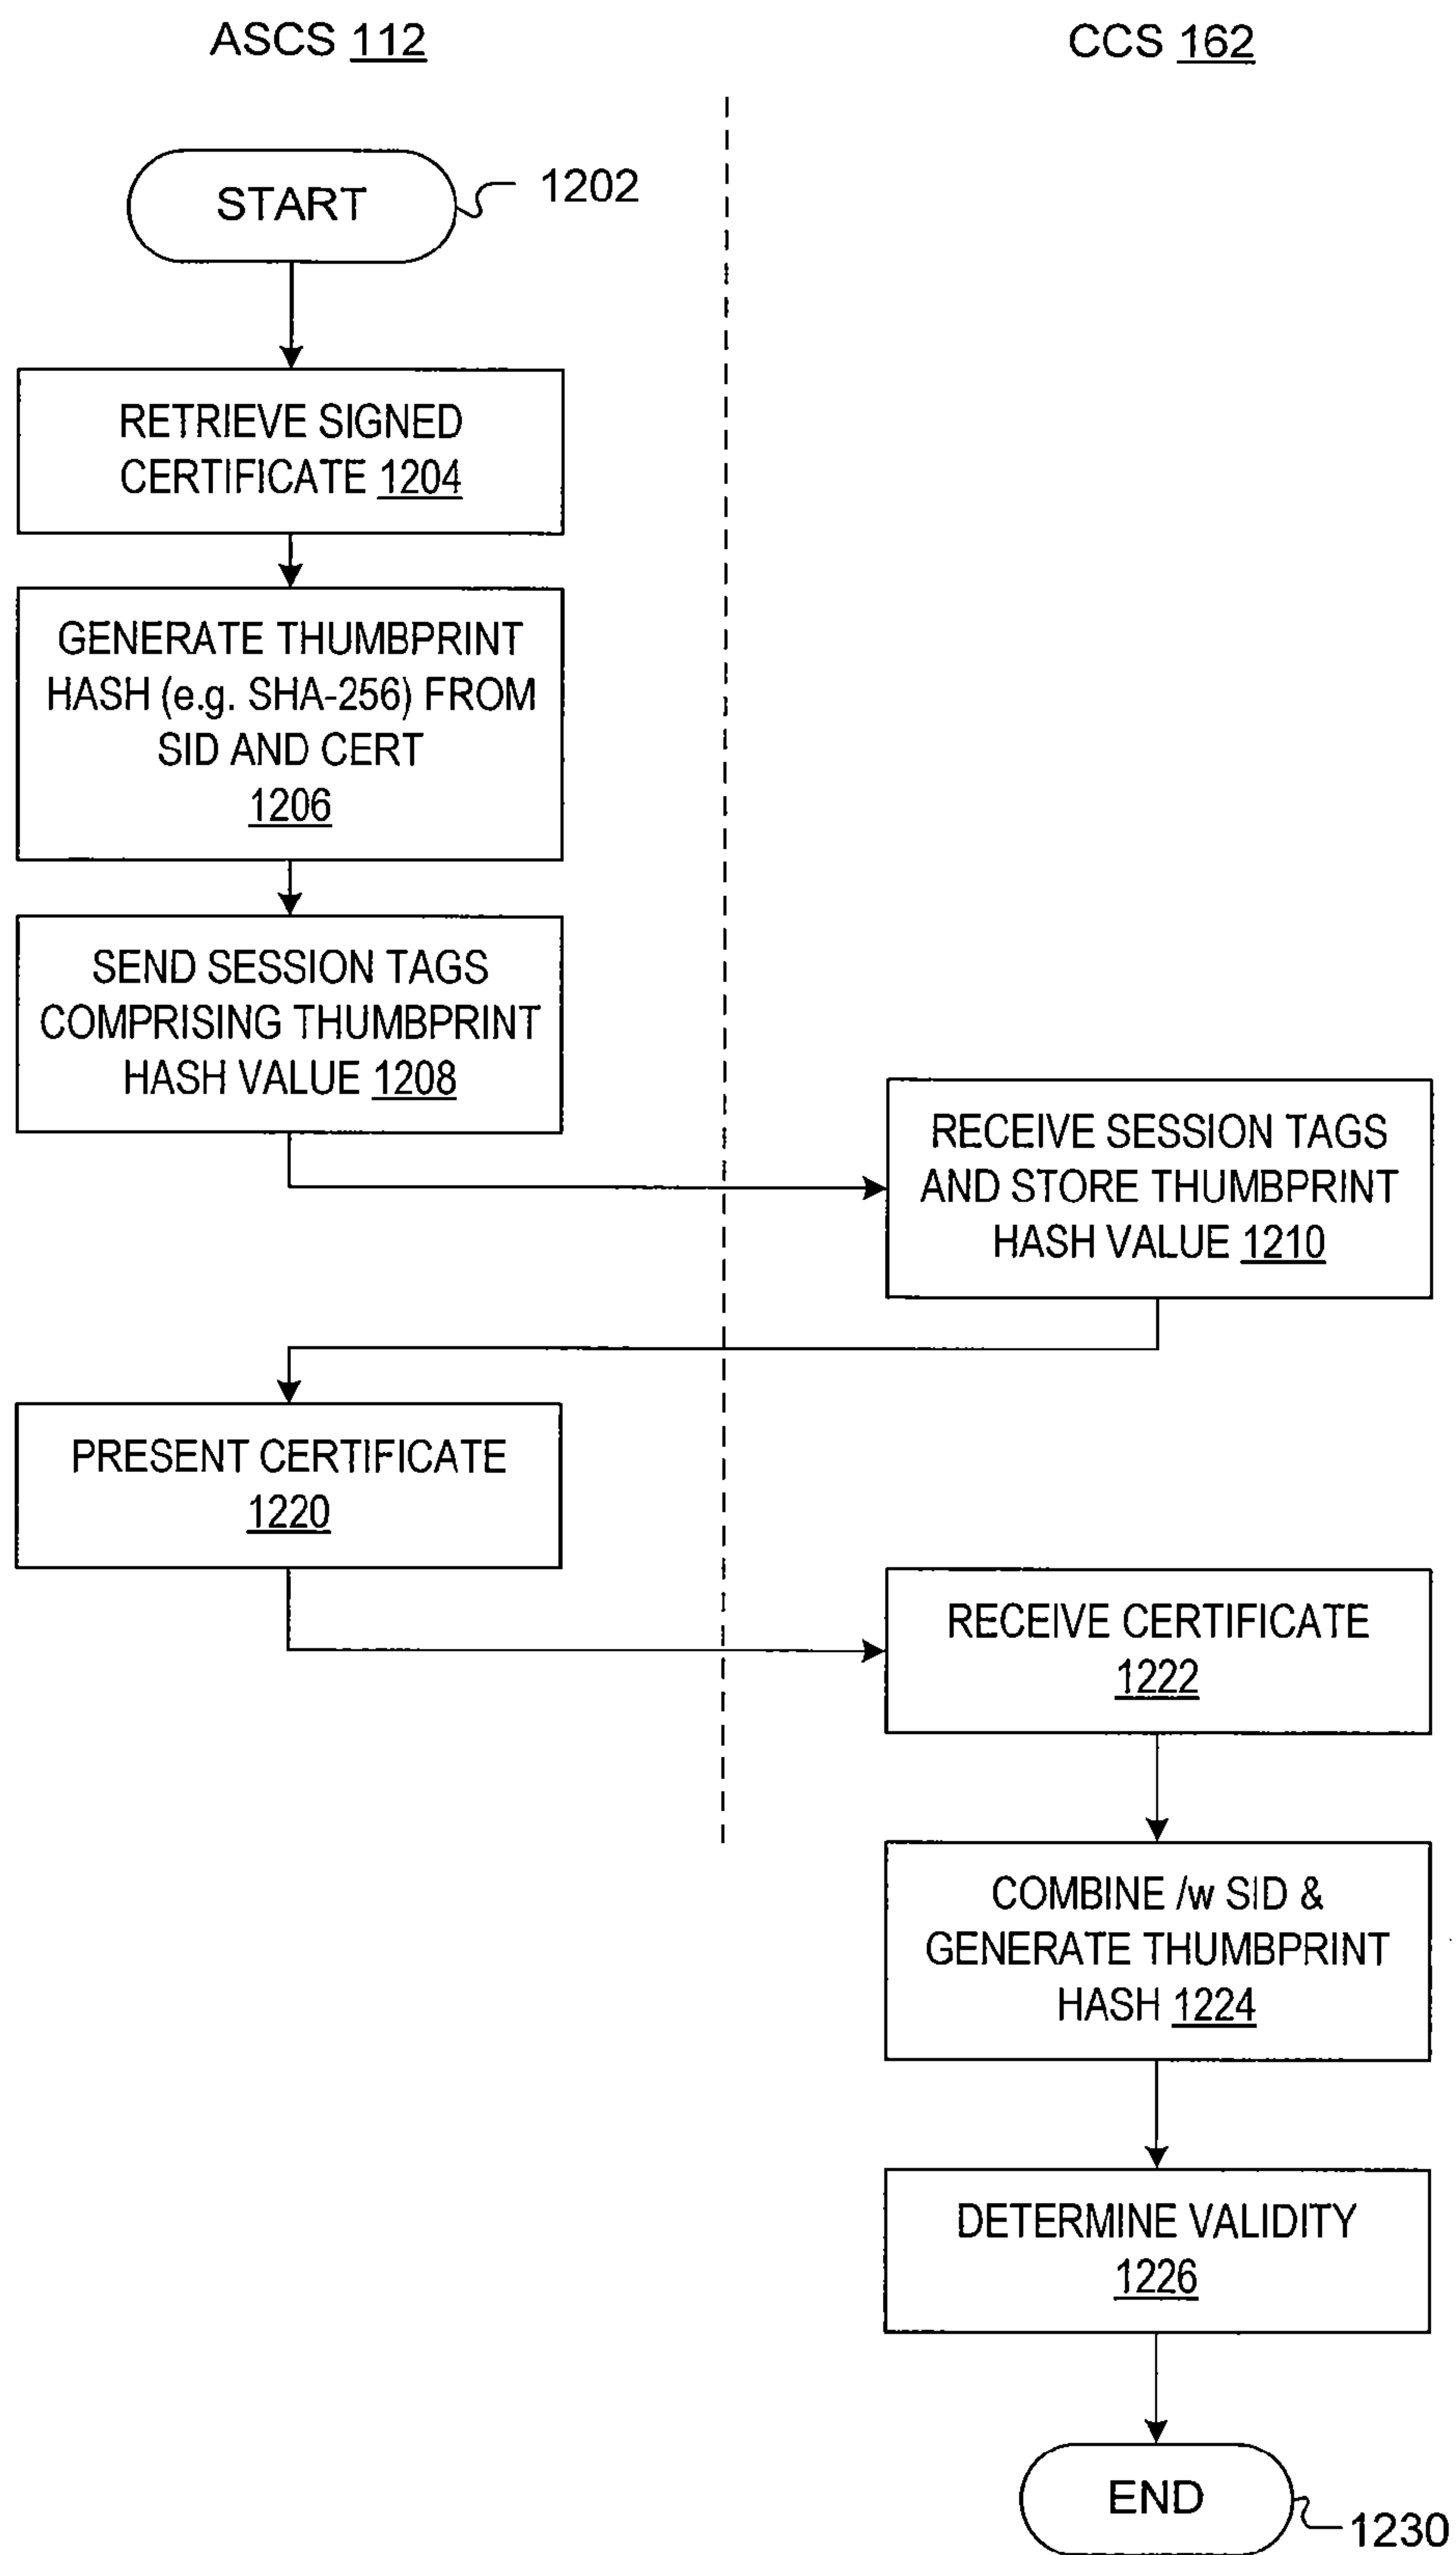 ASCS 112
CCS 162
START
1202
RETRIEVE SIGNED
CERTIFICATE 1204
GENERATE THUMBPRINT
HASH (e.g. SHA-256) FROM
SID AND CERT
1206
SEND SESSION TAGS
COMPRISING THUMBPRINT
HASH VALUE 1208
RECEIVE SESSION TAGS
AND STORE THUMBPRINT
HASH VALUE 1210
PRESENT CERTIFICATE
1220
RECEIVE CERTIFICATE
1222
COMBINE /w SID &
GENERATE THUMBPRINT
HASH 1224
DETERMINE VALIDITY
1226
END
1230